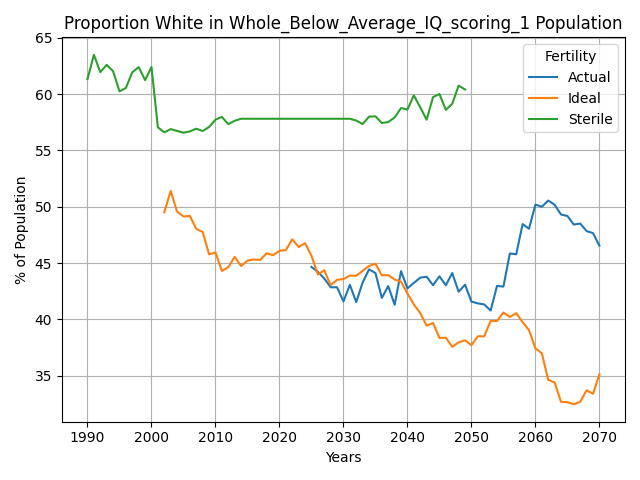 Proportion White in Whole_Below_Average_IQ_scoring_1 Population
% of Population
65
60
55
50
45
40
35
Fertility
Actual
Ideal
Sterile
1990 2000 2010 2020 2030 2040 2050 2060 2070
Years